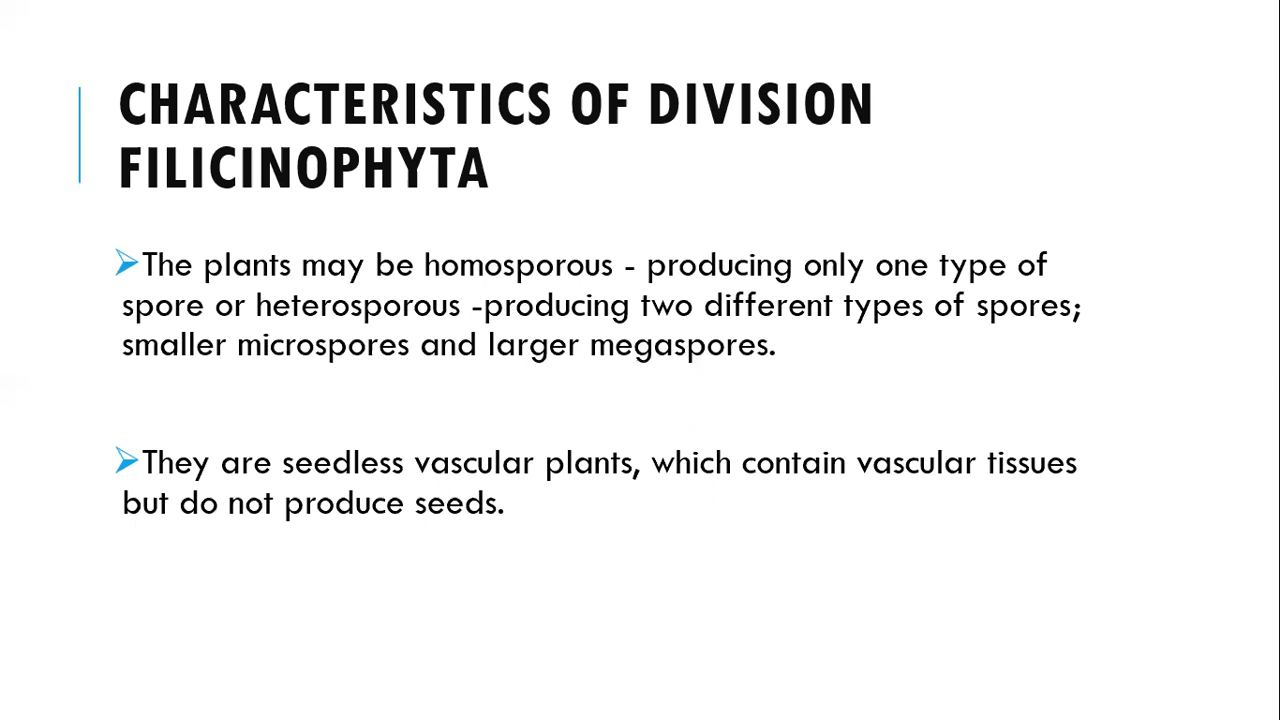 CHARACTERISTICS OF DIVISION
FILICINOPHYTA
➢The plants may be homosporous - producing only one type of
spore or heterosporous -producing two different types of spores;
smaller microspores and larger megaspores.
➢They are seedless vascular plants, which contain vascular tissues
but do not produce seeds.